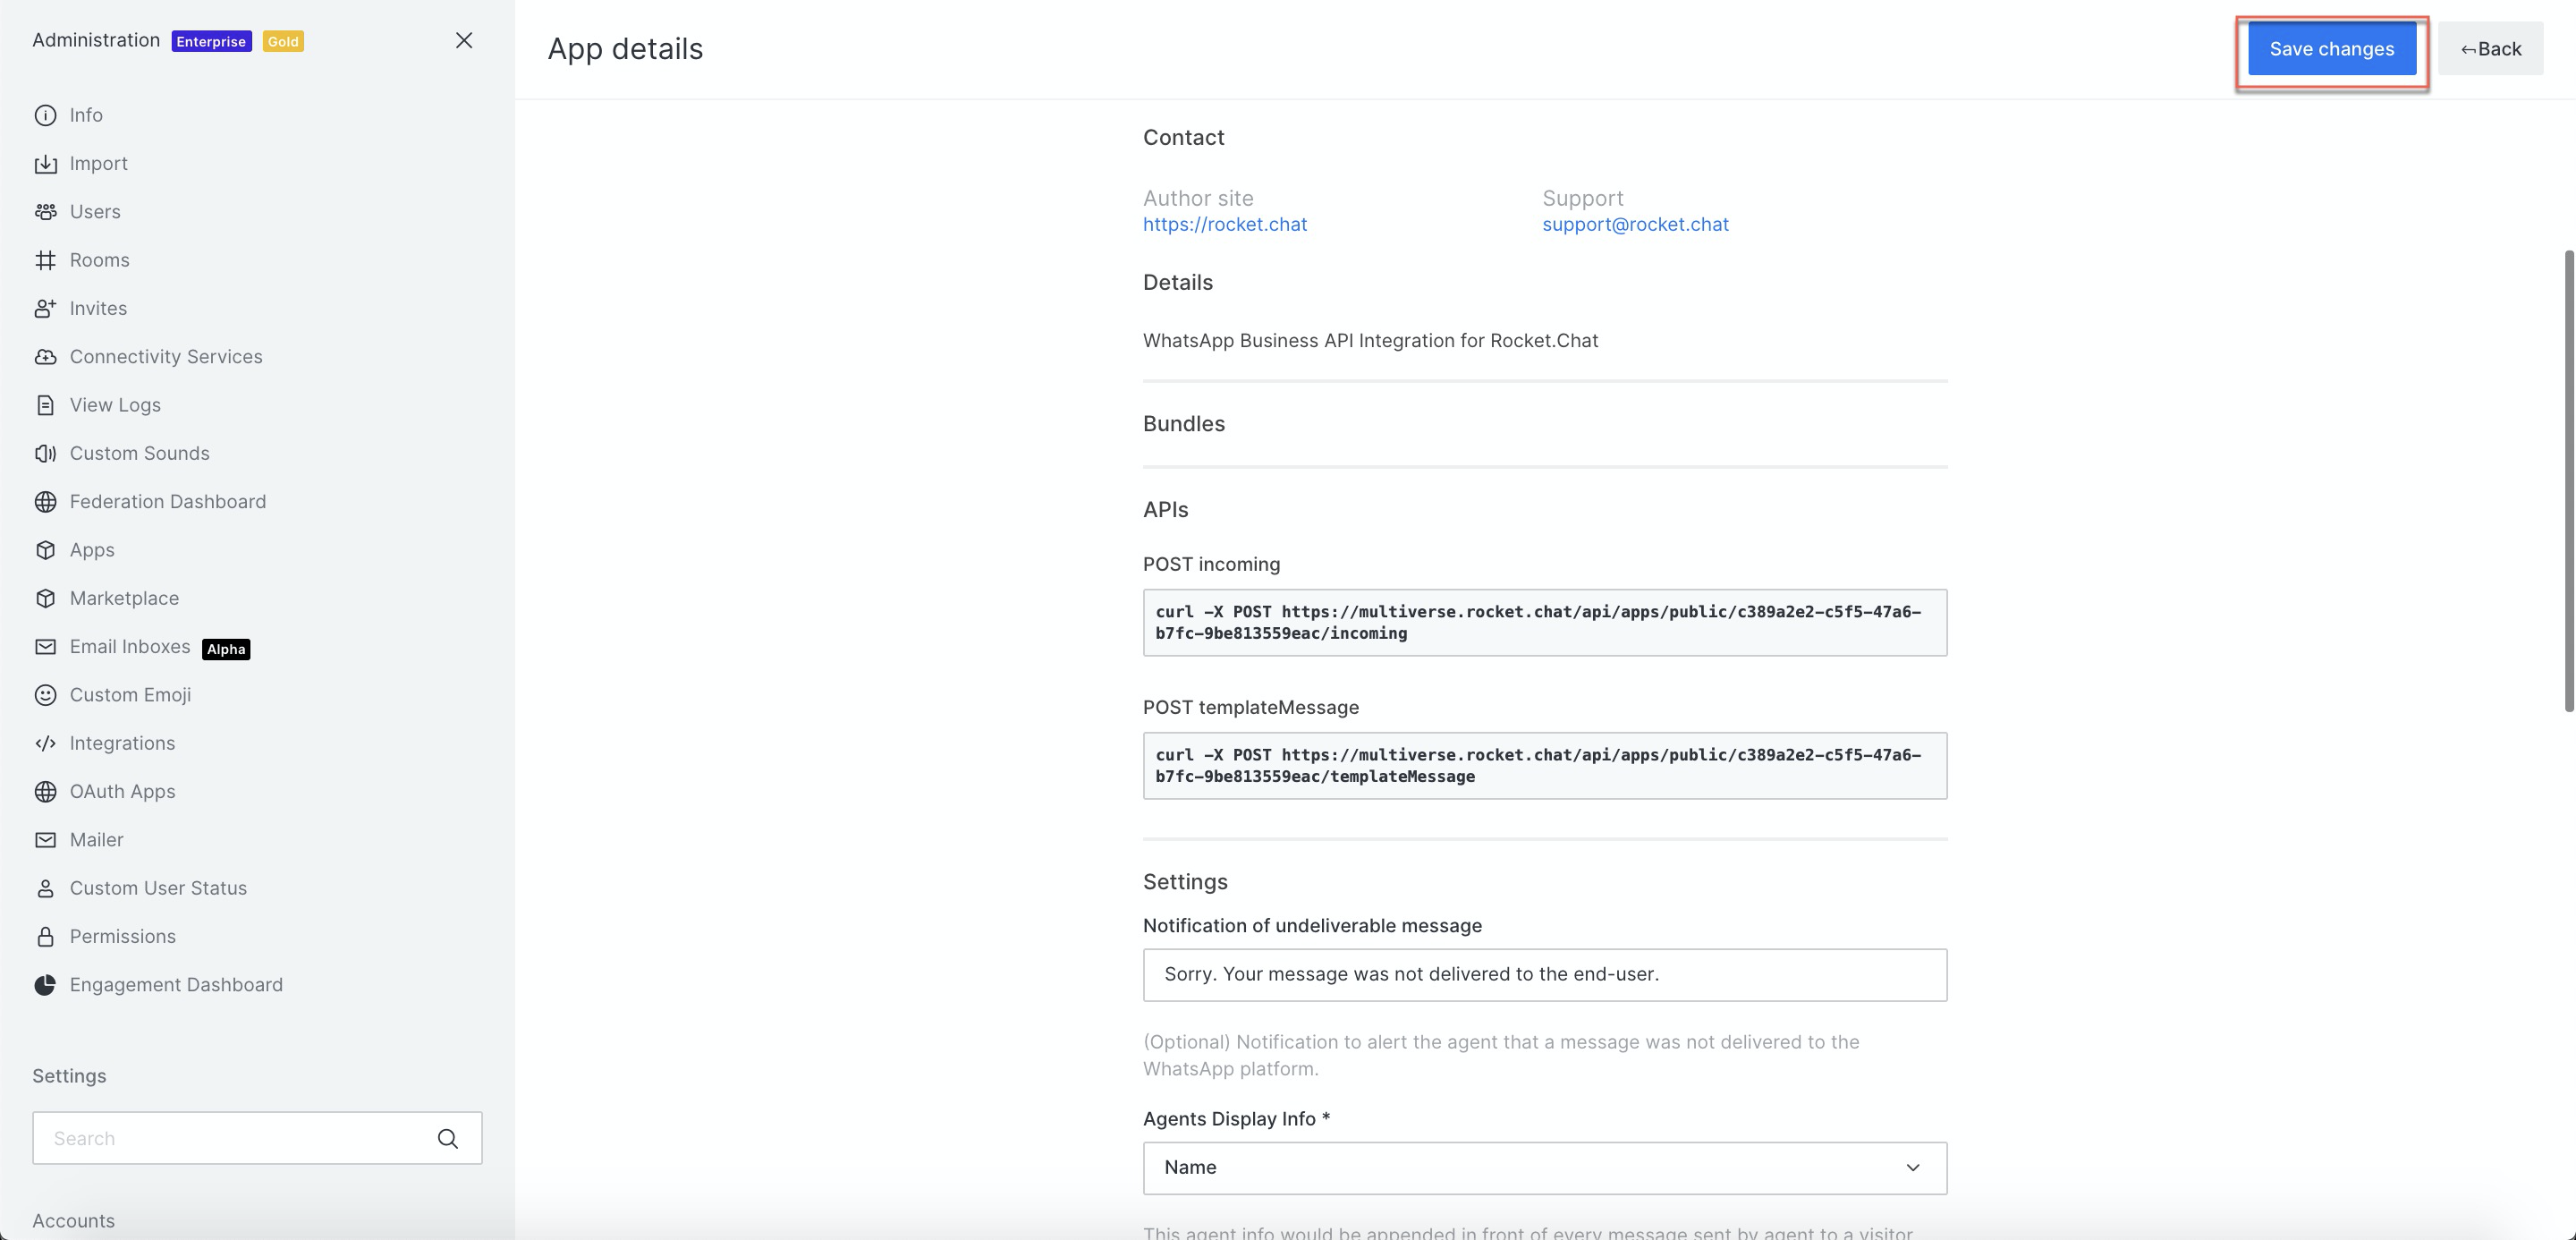 Administration Enterprise Gold
Info
Import
Users
Rooms
Invites
Connectivity Services
View Logs
Custom Sounds
Federation Dashboard
Apps
Marketplace
Email Inboxes Alpha
Custom Emoji
Integrations
OAuth Apps
Mailer
Custom User Status
Permissions
Engagement Dashboard
Settings
Search
Accounts
App details
Save changes
Back
Contact
Author site
https://rocket.chat
Support
support@rocket.chat
Details
WhatsApp Business API Integration for Rocket.Chat
Bundles
APIs
POST incoming
curl -X POST https://multiverse.rocket.chat/api/apps/public/c389a2e2-c5f5-47a6-
b7fc-9be813559eac/incoming
POST templateMessage
curl -X POST https://multiverse.rocket.chat/api/apps/public/c389a2e2-c5f5-47a6-
b7fc-9be813559eac/templateMessage
Settings
Notification of undeliverable message
Sorry. Your message was not delivered to the end-user.
(Optional) Notification to alert the agent that a message was not delivered to the
WhatsApp platform.
Agents Display Info *
Name
This agent info would be appended in front of every message sent by agent to a visitor